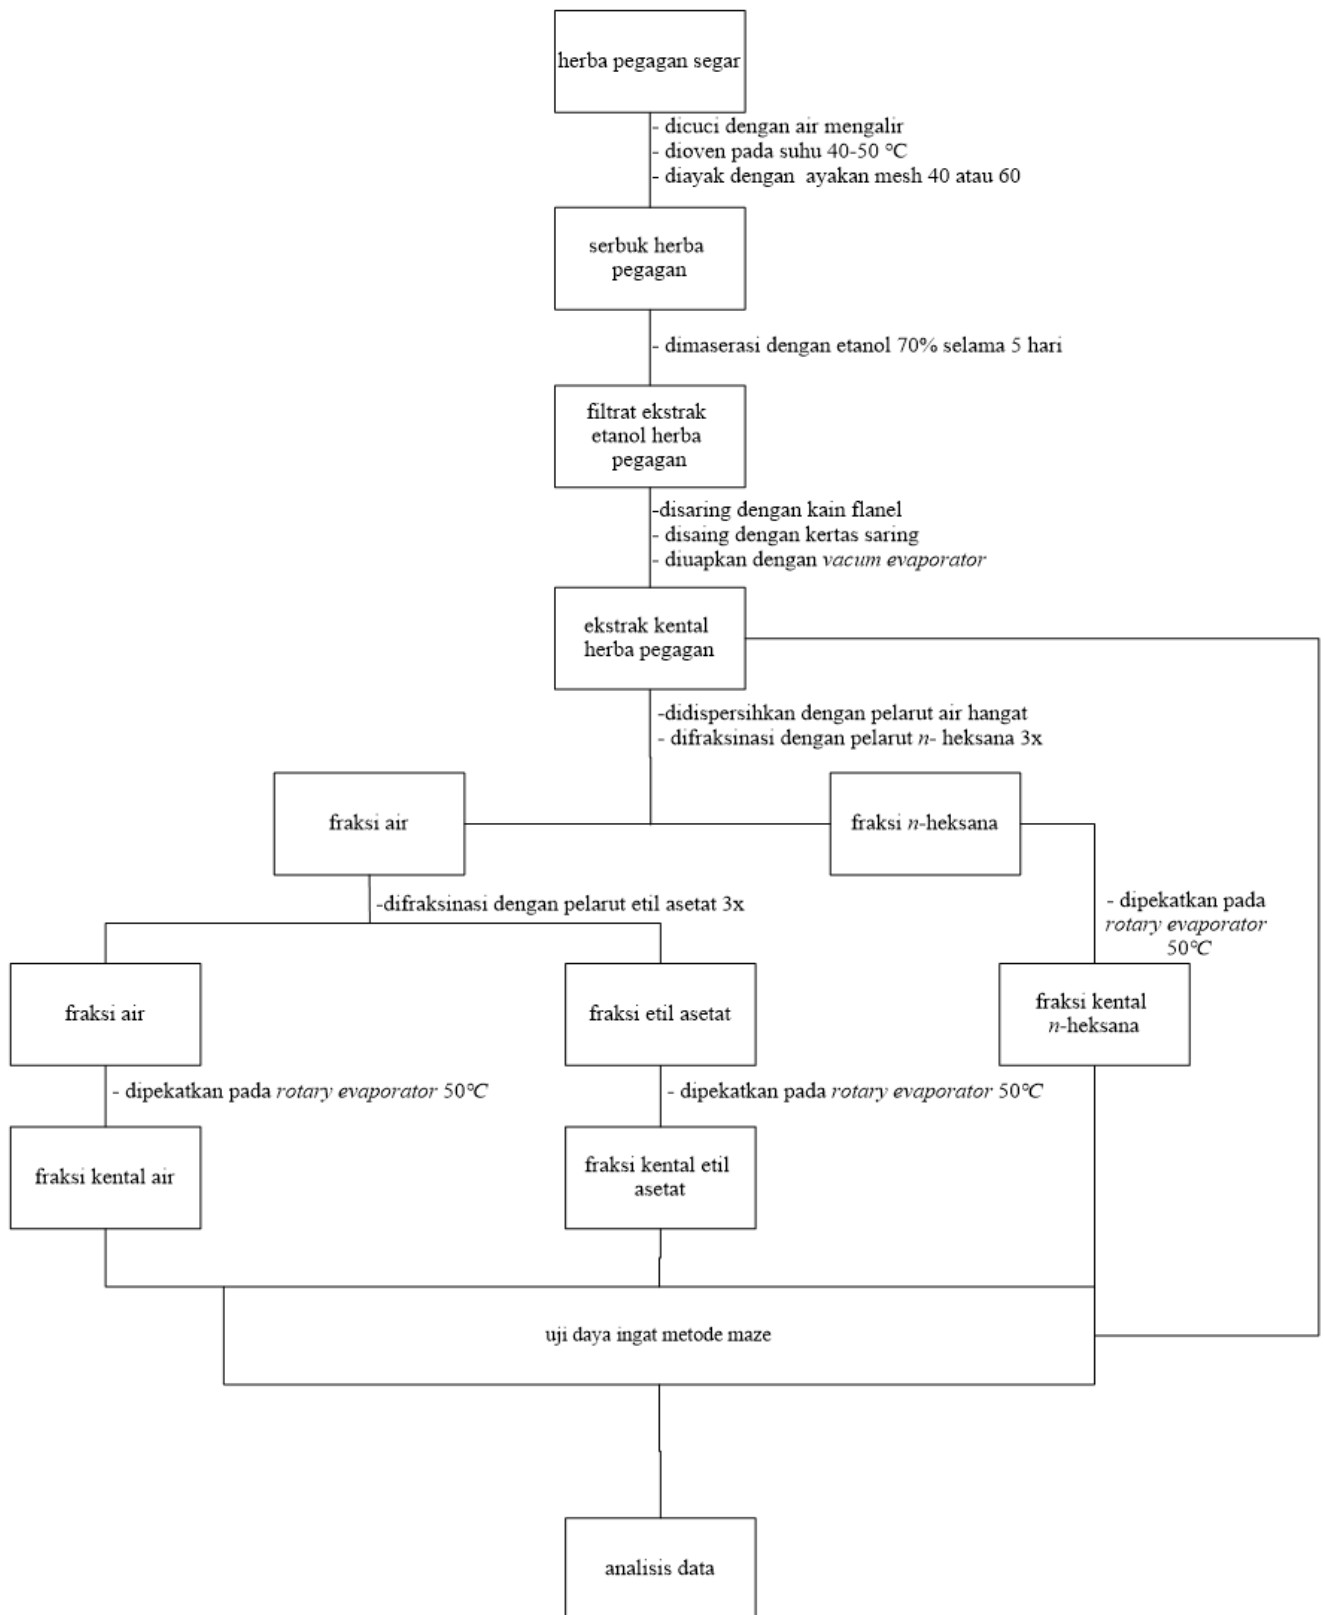 herba pegagan segar
- dicuci dengan air mengalir
- dioven pada suhu 40-50 °C
- diayak dengan  ayakan mesh 40 atau 60
serbuk herba
pegagan
- dimaserasi dengan etanol 70% selama 5 hari
filtrat ekstrak
etanol herba
pegagan
-disaring dengan kain flanel
- disaing dengan kertas saring
- diuapkan dengan vacum evaporator
ekstrak kental
herba pegagan
-didispersihkan dengan pelarut air hangat
- difraksinasi dengan pelarut n- heksana 3x
fraksi air
fraksi n-heksana
-difraksinasi dengan pelarut etil asetat 3x
- dipekatkan pada
rotary evaporator
50°C
fraksi air
fraksi etil asetat
fraksi kental
n-heksana
- dipekatkan pada rotary evaporator 50°C
- dipekatkan pada rotary evaporator 50°C
fraksi kental air
fraksi kental etil
asetat
uji daya ingat metode maze
analisis data